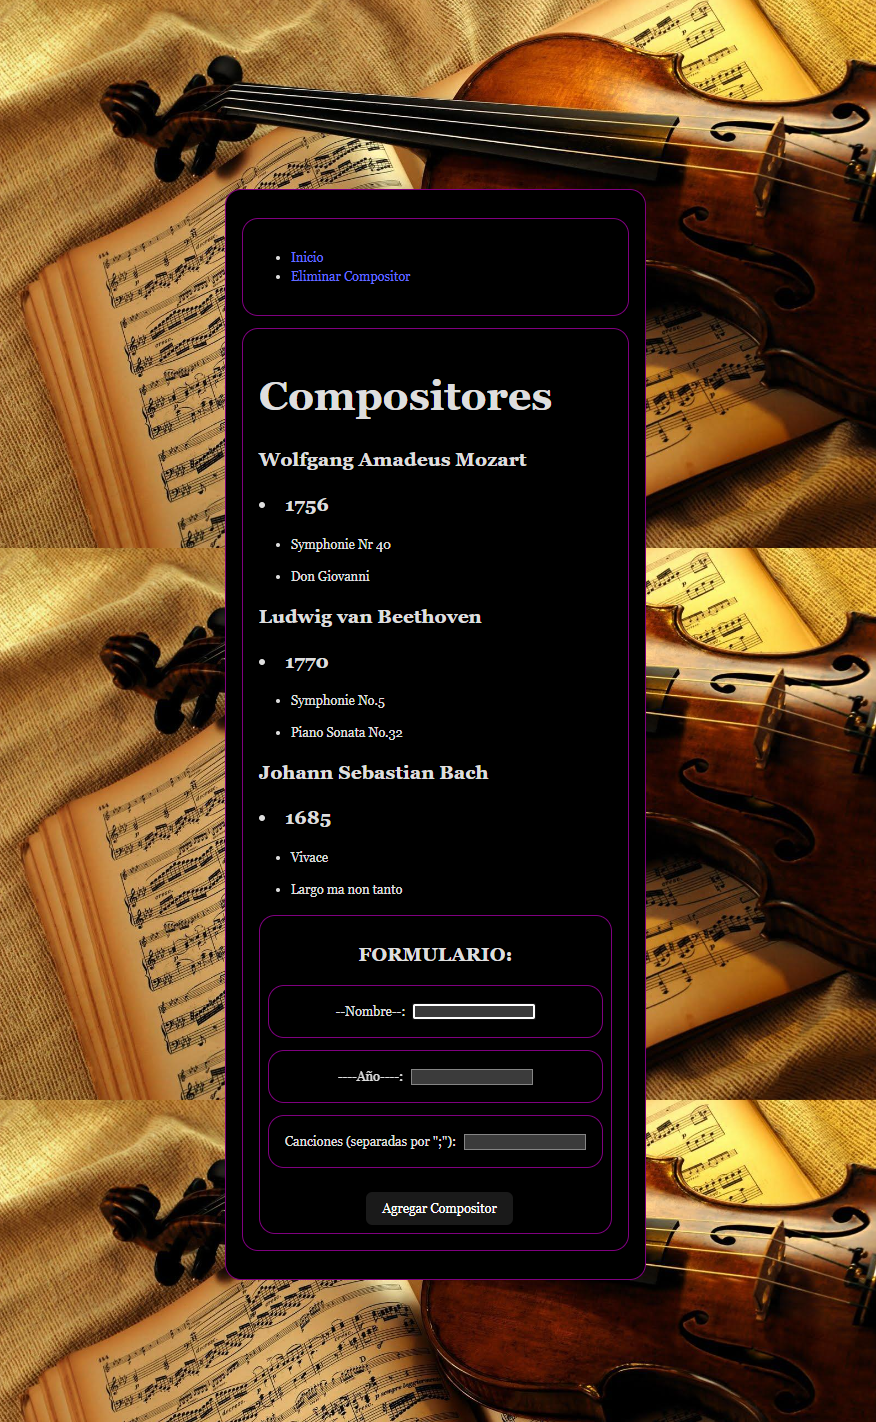 Inicio
Eliminar Compositor
Compositores
Wolfgang Amadeus Mozart
1756
Symphonie Nr 40
Don Giovanni
Ludwig van Beethoven
1770
Symphonie No.5
Piano Sonata No.32
Johann Sebastian Bach
1685
Vivace
Largo ma non tanto
FORMULARIO:
--Nombre--:
----Año----:
Canciones (separadas por ";"):
Agregar Compositor